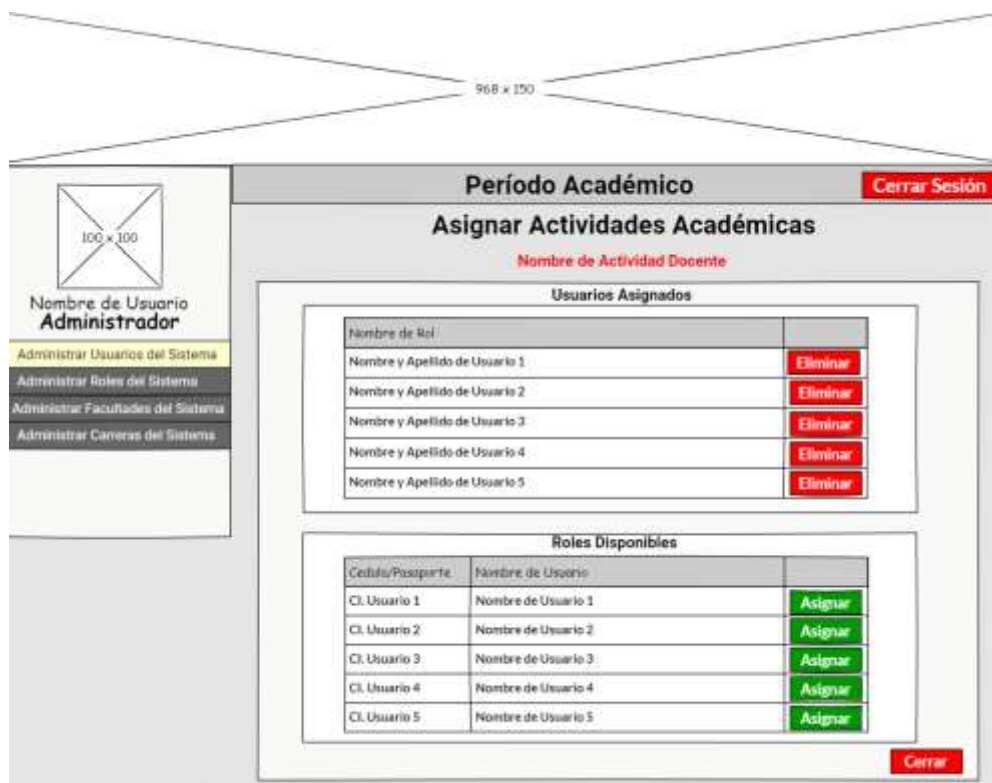 968 x 150
Período Académico
Cerrar Sesión
100 x 100
Nombre de Usuario
Administrador
Administrar Usuarios del Sistema
Administrar Roles del Sistema
Administrar Facultades del Sistema
Administrar Carreras del Sistema
Asignar Actividades Académicas
Nombre de Actividad Docente
Usuarios Asignados
Nombre de Rol
Nombre y Apellido de Usuario 1 Eliminar
Nombre y Apellido de Usuario 2 Eliminar
Nombre y Apellido de Usuario 3 Eliminar
Nombre y Apellido de Usuario 4 Eliminar
Nombre y Apellido de Usuario 5 Eliminar
Roles Disponibles
Cedula/Pasaporte Nombre de Usuario
CI. Usuario 1 Nombre de Usuario 1 Asignar
CI. Usuario 2 Nombre de Usuario 2 Asignar
CI. Usuario 3 Nombre de Usuario 3 Asignar
CI. Usuario 4 Nombre de Usuario 4 Asignar
CI. Usuario 5 Nombre de Usuario 5 Asignar
Cerrar